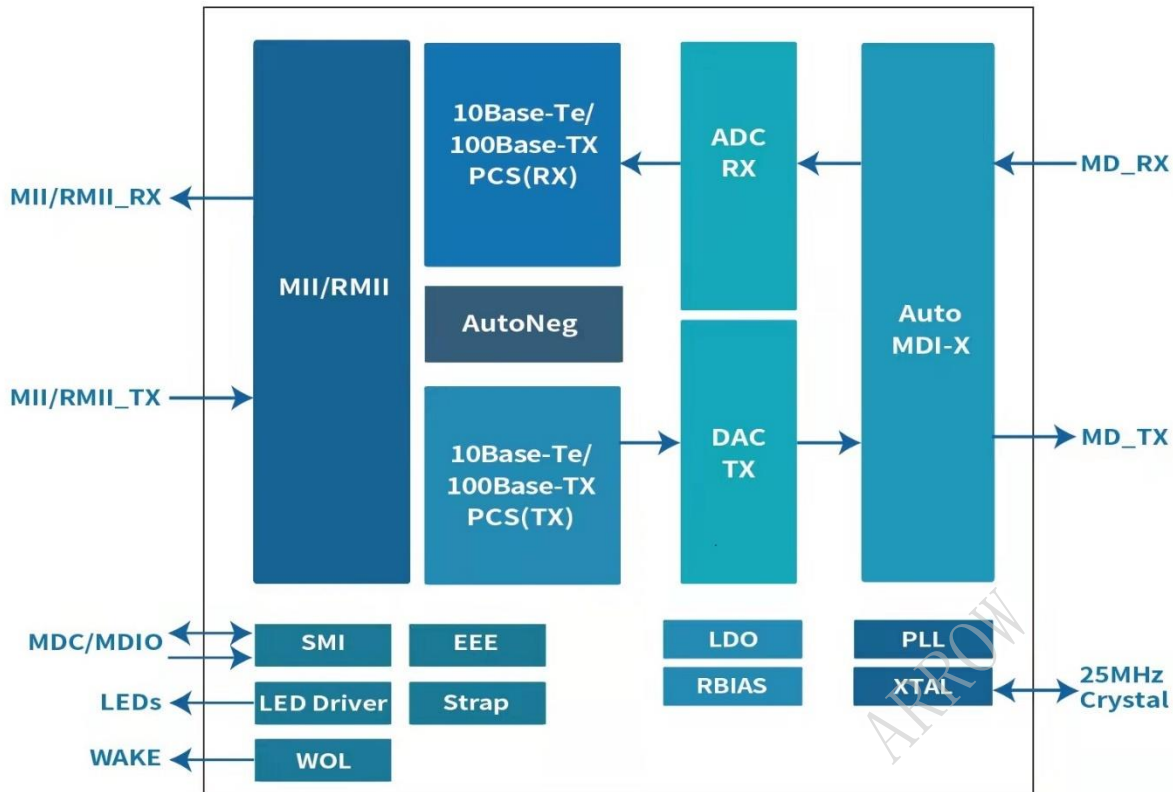 10Base-Te/
100Base-TX
PCS(RX)
ADC
RX
MD_RX
MII/RMII_RX
MII/RMII
AutoNeg
Auto
MDI-X
MII/RMII_TX
10Base-Te/
100Base-TX
PCS(TX)
DAC
TX
MD_TX
MDC/MDIO
SMI
EEE
LDO
PLL
LEDs
LED Driver
Strap
RBIAS
XTAL
25MHz
Crystal
WAKE
WOL
ARROW